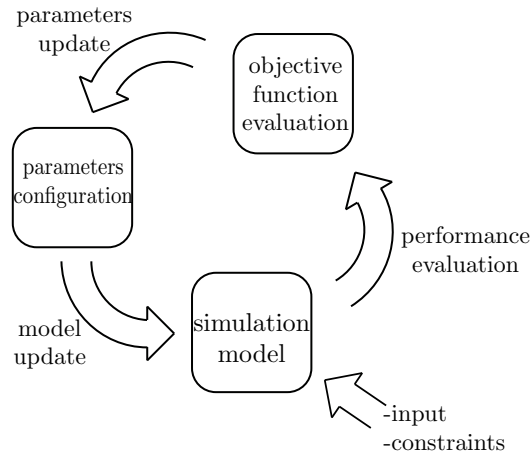 parameters
update
objective
function
evaluation
parameters
configuration
performance
evaluation
model
update
simulation
model
-input
-constraints